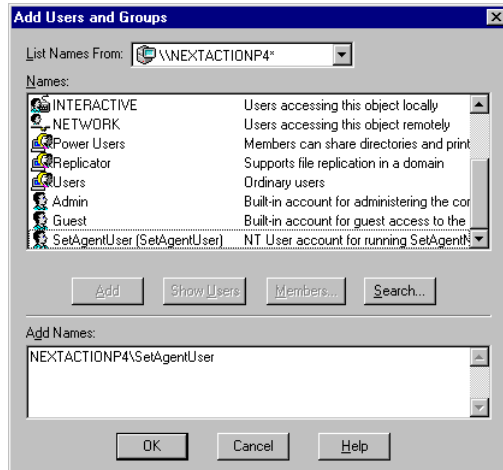 Add Users and Groups
List Names From: \\NEXTACTIONP4*
Names:
INTERACTIVE Users accessing this object locally
NETWORK Users accessing this object remotely
Power Users Members can share directories and print
Replicator Supports file replication in a domain
Users Ordinary users
Admin Built-in account for administering the cor
Guest Built-in account for guest access to the
SetAgentUser (SetAgentUser) NT User account for running SetAgentN
Add Show Users Members... Search...
Add Names:
NEXTACTIONP4\SetAgentUser
OK Cancel Help